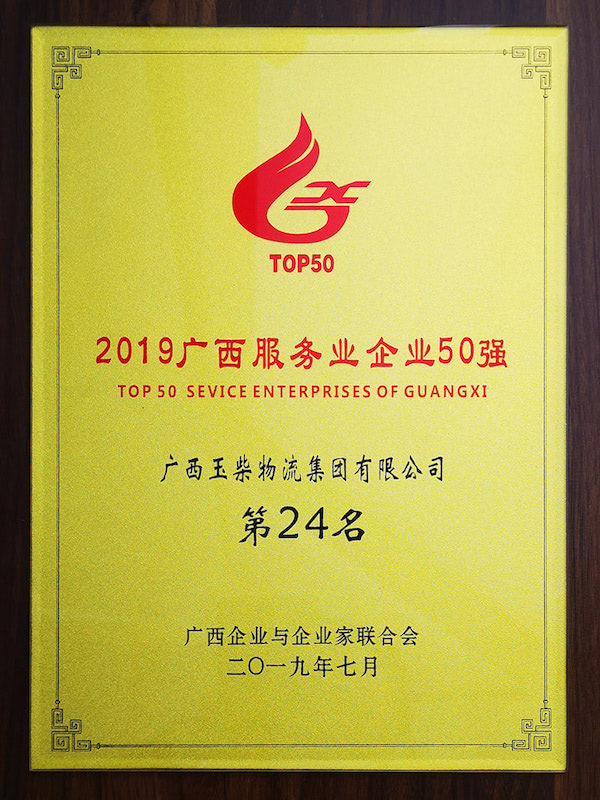 TOP50
2019广西服务业企业50强
TOP 50 SEVICE ENTERPRISES OF GUANGXI
广西玉柴物流集团有限公司
第24名
广西企业与企业家联合会
二〇一九年七月